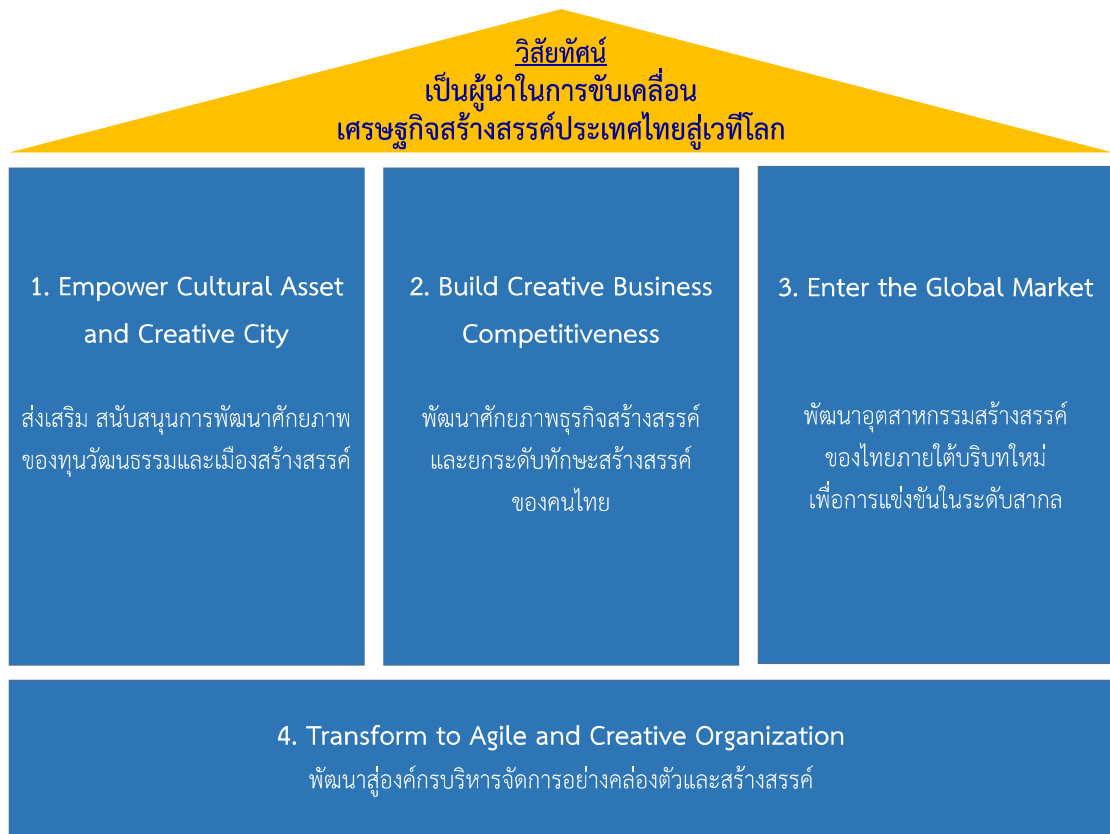 วิสัยทัศน์
เป็นผู้นำในการขับเคลื่อน
เศรษฐกิจสร้างสรรค์ประเทศไทยสู่เวทีโลก
1. Empower Cultural Asset
and Creative City
ส่งเสริม สนับสนุนการพัฒนาศักยภาพ
ของทุนวัฒนธรรมและเมืองสร้างสรรค์
2. Build Creative Business
Competitiveness
พัฒนาศักยภาพธุรกิจสร้างสรรค์
และยกระดับทักษะสร้างสรรค์
ของคนไทย
3. Enter the Global Market
พัฒนาอุตสาหกรรมสร้างสรรค์
ของไทยภายใต้บริบทใหม่
เพื่อการแข่งขันในระดับสากล
4. Transform to Agile and Creative Organization
พัฒนาสู่องค์กรบริหารจัดการอย่างคล่องตัวและสร้างสรรค์